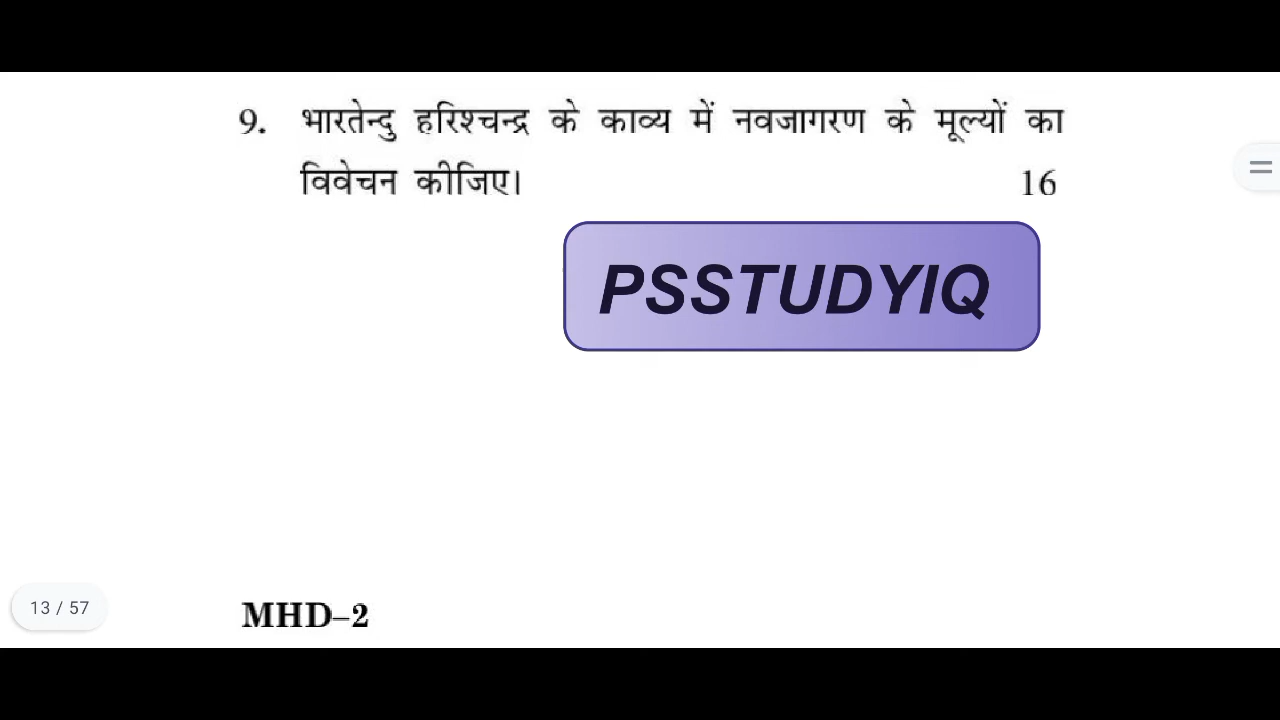 9. भारतेन्दु हरिश्चन्द्र के काव्य में नवजागरण के मूल्यों का
विवेचन कीजिए। 16
PSSTUDYIQ
13 / 57
MHD–2